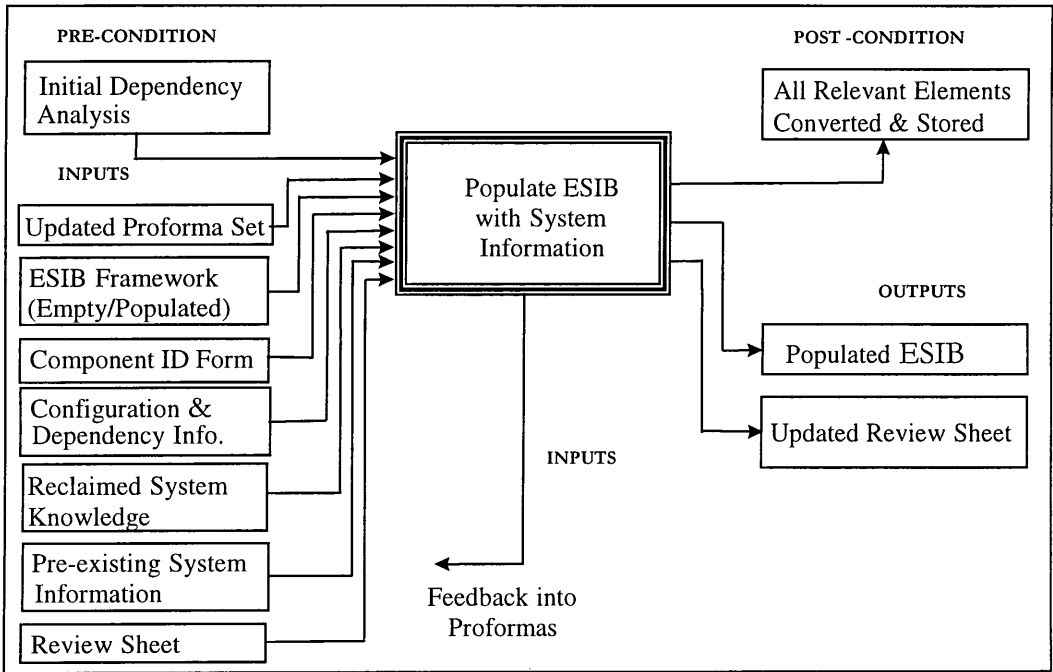 PRE-CONDITION
Initial Dependency
Analysis
INPUTS
Updated Proforma Set
ESIB Framework
(Empty/Populated)
Component ID Form
Configuration &
Dependency Info.
Reclaimed System
Knowledge
Pre-existing System
Information
Review Sheet
Populate ESIB
with System
Information
INPUTS
Feedback into
Proformas
POST -CONDITION
All Relevant Elements
Converted & Stored
OUTPUTS
Populated ESIB
Updated Review Sheet